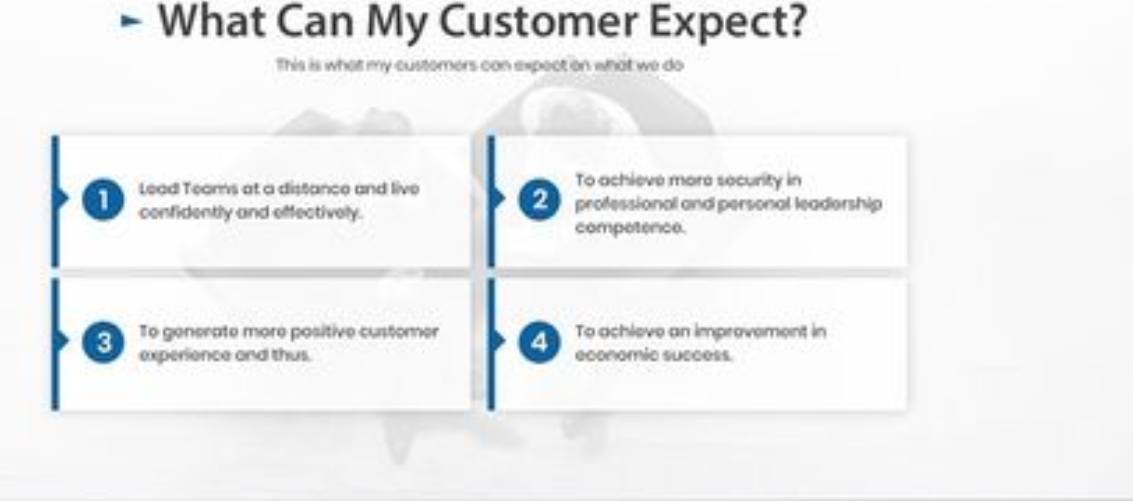 What Can My Customer Expect?
This is what my customers can expect on what we do
1
Lead Teams at a distance and live
confidently and effectively.
2
To achieve more security in
professional and personal leadership
competence.
3
To generate more positive customer
experience and thus.
4
To achieve an improvement in
economic success.